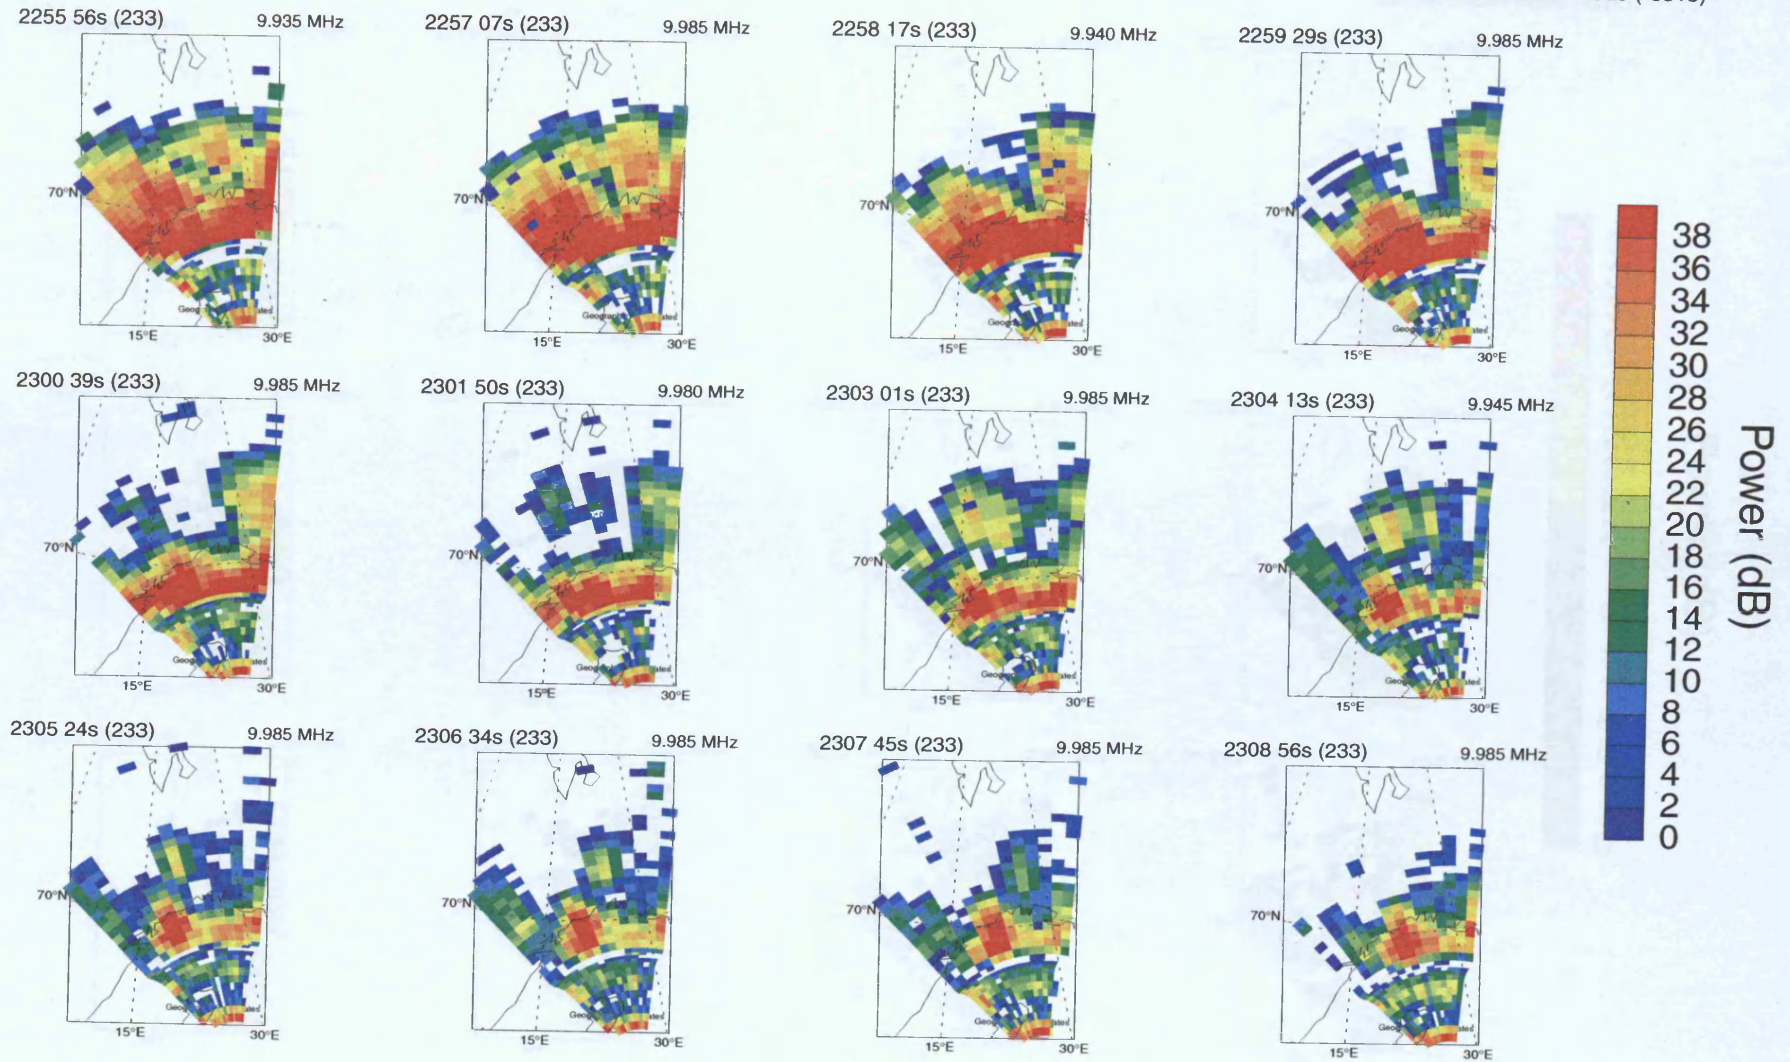 2255 56s (233) 9.935 MHz 2257 07s (233) 9.985 MHz 2258 17s (233) 9.940 MHz 2259 29s (233) 9.985 MHz
70°N 70°N 70°N 70°N
15°E 30°E 15°E 30°E 15°E 30°E 15°E 30°E
2300 39s (233) 9.985 MHz 2301 50s (233) 9.980 MHz 2303 01s (233) 9.985 MHz 2304 13s (233) 9.945 MHz
70°N 70°N 70°N 70°N
15°E 30°E 15°E 30°E 15°E 30°E 15°E 30°E
2305 24s (233) 9.985 MHz 2306 34s (233) 9.985 MHz 2307 45s (233) 9.985 MHz 2308 56s (233) 9.985 MHz
70°N 70°N 70°N 70°N
15°E 30°E 15°E 30°E 15°E 30°E 15°E 30°E
38
36
34
32
30
28
26
24
22
20
18
16
14
12
10
8
6
4
2
0
Power (dB)